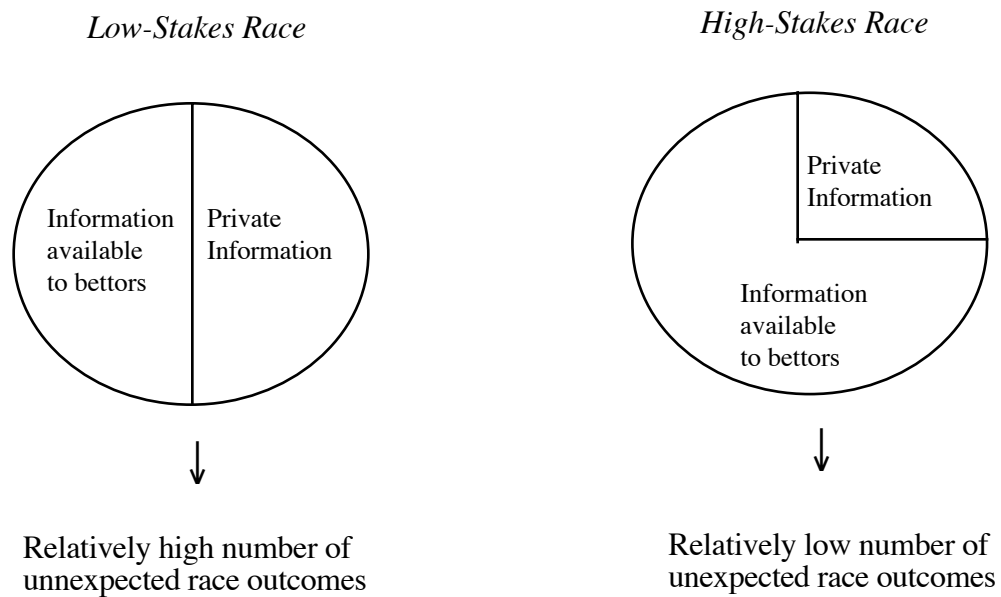 Low-Stakes Race
Information
available
to bettors
Private
Information
Relatively high number of
unnexpected race outcomes
High-Stakes Race
Private
Information
Information
available
to bettors
Relatively low number of
unexpected race outcomes